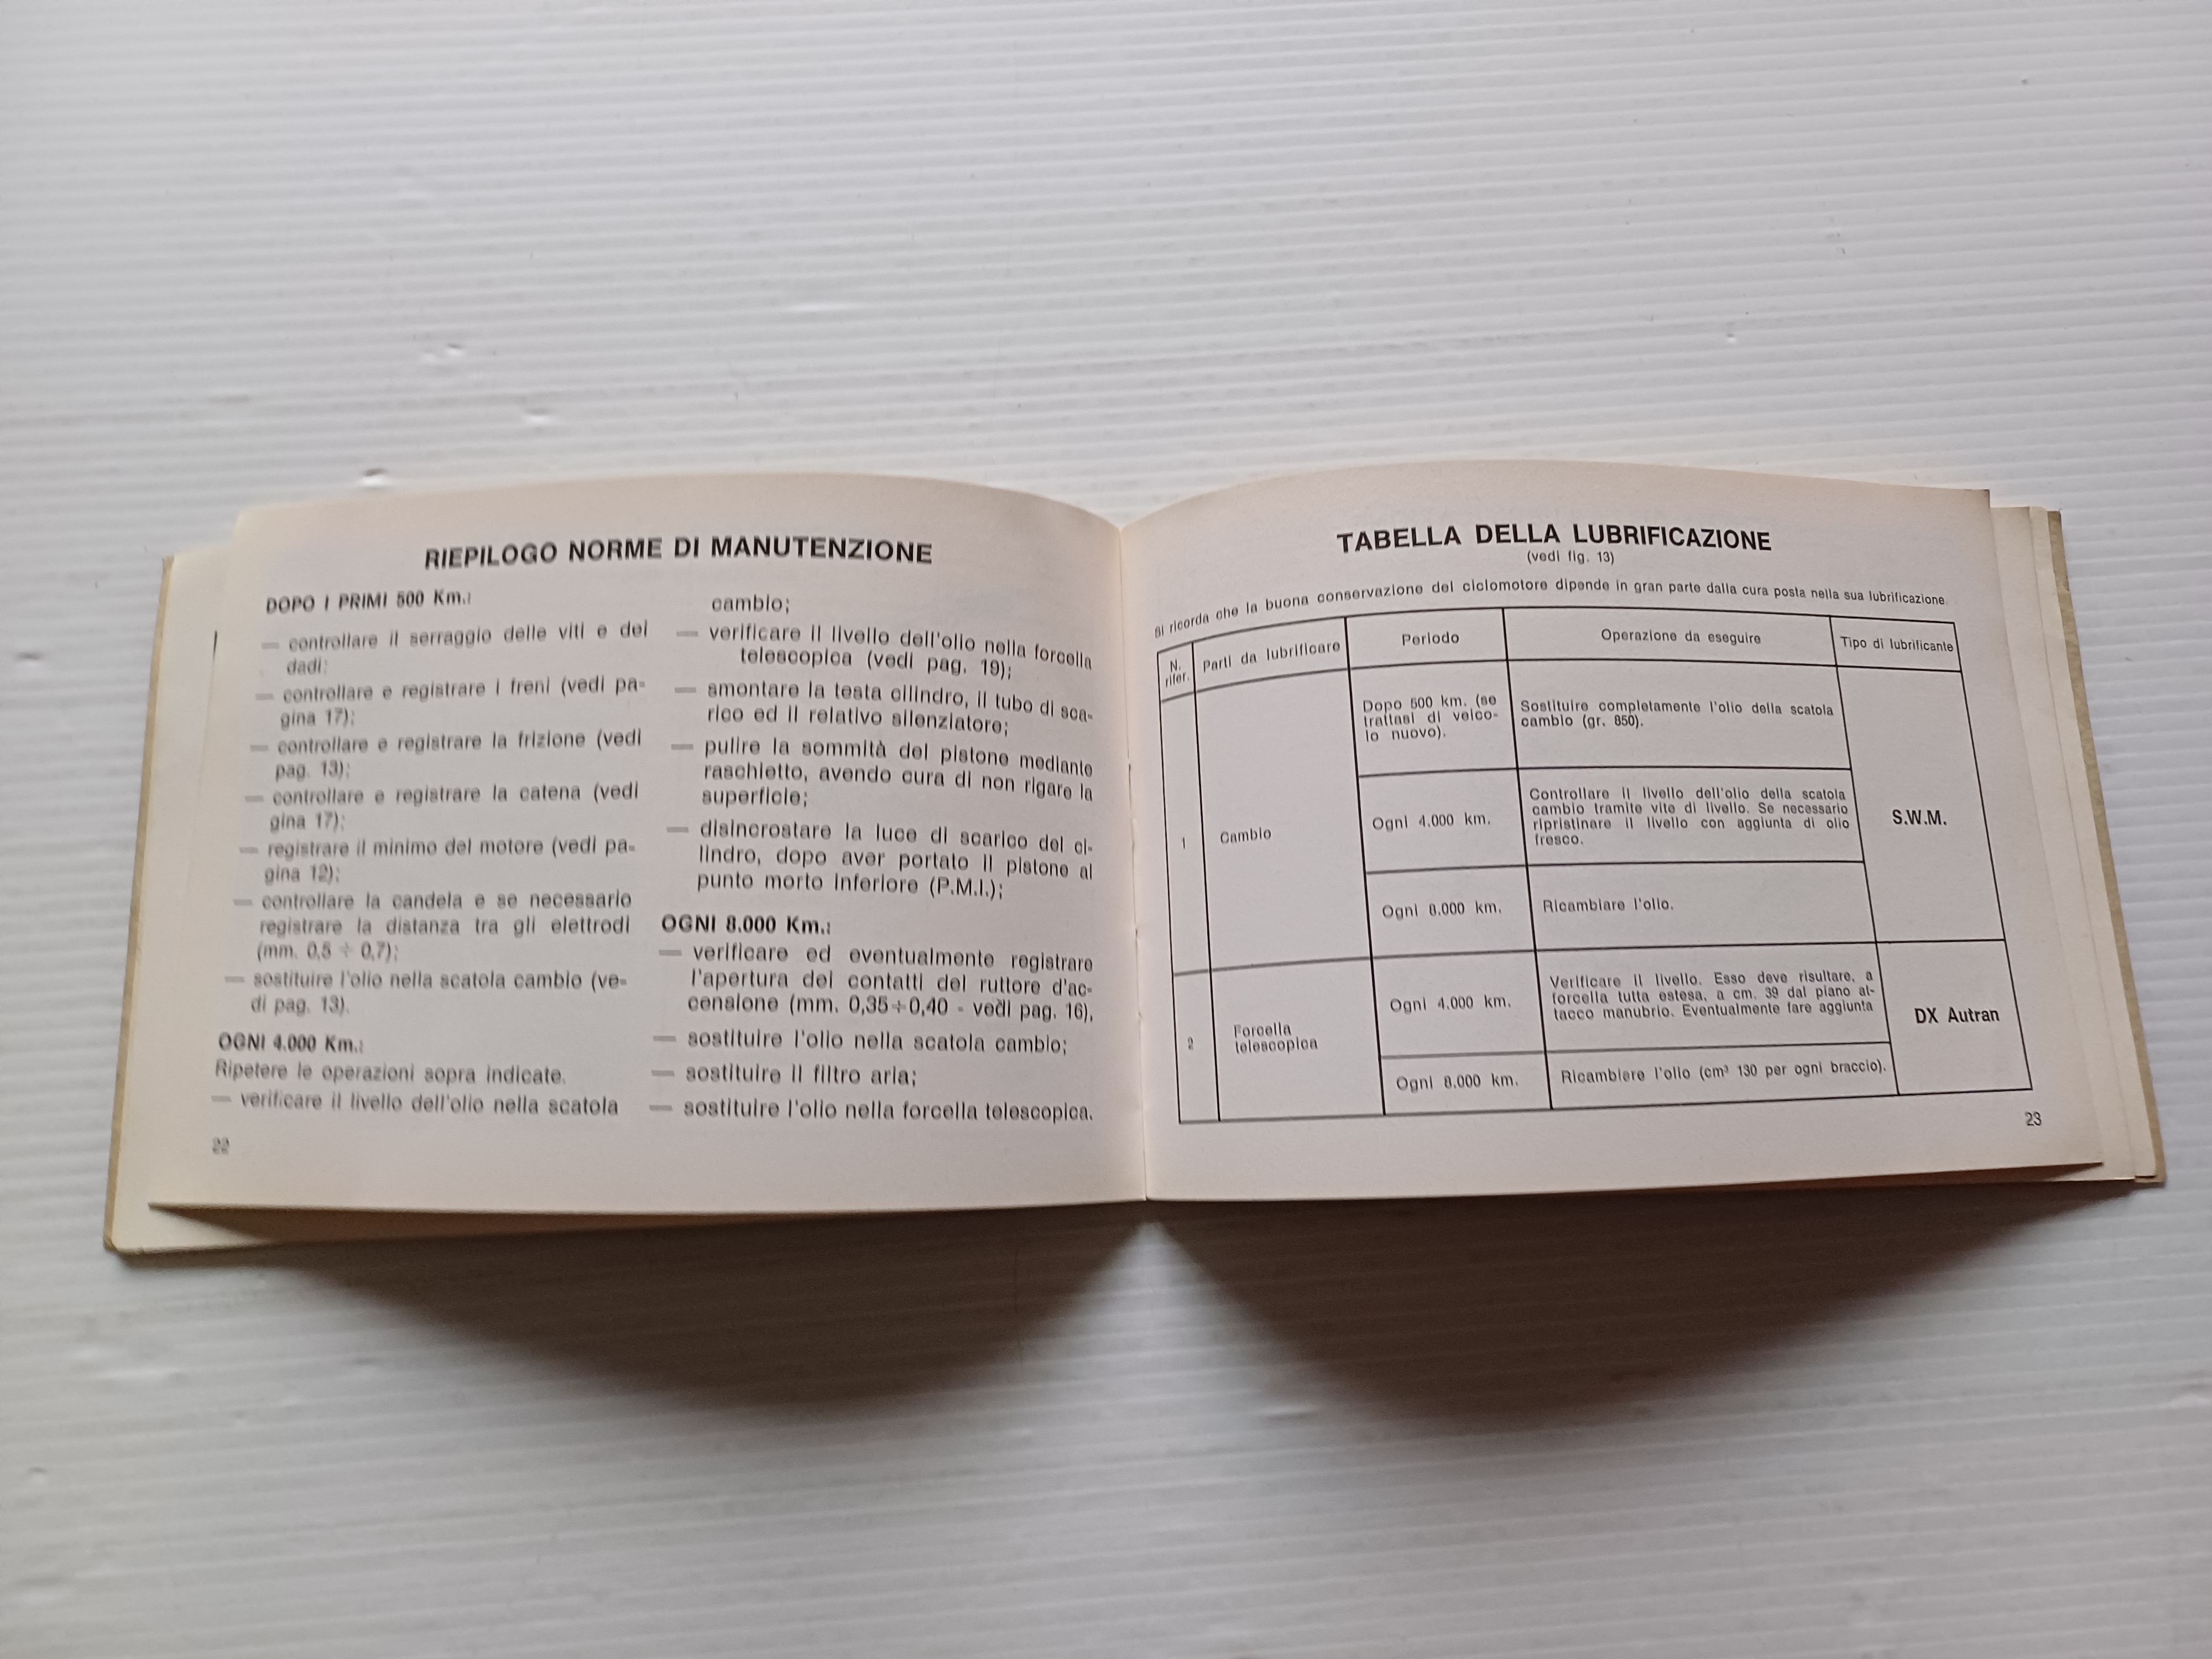 RIEPILOGO NORME DI MANUTENZIONE
DOPO I PRIMI 500 Km.:
— controllare il serraggio delle viti e dei
dadi;
— controllare e registrare i freni (vedi pa-
gina 17);
— controllare e registrare la frizione (vedi
pag. 13);
— controllare e registrare la catena (vedi
gina 17);
— registrare il minimo del motore (vedi pa-
gina 12);
— controllare la candela e se necessario
registrare la distanza tra gli elettrodi
(mm. 0,5 ÷ 0,7);
— sostituire l'olio nella scatola cambio (ve-
di pag. 13).
OGNI 4.000 Km.:
Ripetere le operazioni sopra indicate.
— verificare il livello dell'olio nella scatola
22
cambio;
— verificare il livello dell'olio nella forcella
telescopica (vedi pag. 19);
— smontare la testa cilindro, il tubo di sca-
rico ed il relativo silenziatore;
— pulire la sommità del pistone mediante
raschietto, avendo cura di non rigare la
superficie;
— disincrostare la luce di scarico del ci-
lindro, dopo aver portato il pistone al
punto morto inferiore (P.M.I.);
OGNI 8.000 Km.:
— verificare ed eventualmente registrare
l'apertura dei contatti del ruttore d'ac-
censione (mm. 0,35÷0,40 - vedi pag. 16),
— sostituire l'olio nella scatola cambio;
— sostituire il filtro aria;
— sostituire l'olio nella forcella telescopica.
TABELLA DELLA LUBRIFICAZIONE
(vedi fig. 13)
Si ricorda che la buona conservazione del ciclomotore dipende in gran parte dalla cura posta nella sua lubrificazione.
N.
rifer.
Parti da lubrificare
Periodo
Operazione da eseguire
Tipo di lubrificante
1
Cambio
Dopo 500 km. (se
trattasi di veico-
lo nuovo).
Sostituire completamente l'olio della scatola
cambio (gr. 850).
Ogni 4.000 km.
Controllare il livello dell'olio della scatola
cambio tramite vite di livello. Se necessario
ripristinare il livello con aggiunta di olio
fresco.
Ogni 8.000 km.
Ricambiare l'olio.
S.W.M.
2
Forcella
telescopica
Ogni 4.000 km.
Verificare il livello. Esso deve risultare, a
forcella tutta estesa, a cm. 39 dal piano at-
tacco manubrio. Eventualmente fare aggiunta
Ogni 8.000 km.
Ricambiere l'olio (cm³ 130 per ogni braccio).
DX Autran
23